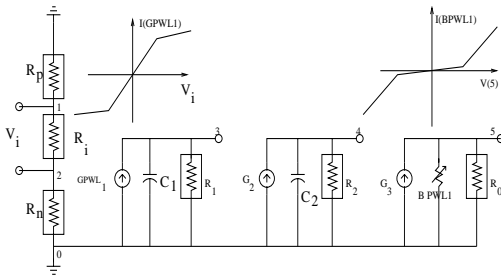 I(GPWL1)
I(BPWL1)
R_p
V_i
V(5)
1
V_i
R_i
3
4
5
2
GPWL_1
C_1
R_1
G_2
C_2
R_2
G_3
B PWL1
R_0
R_n
0